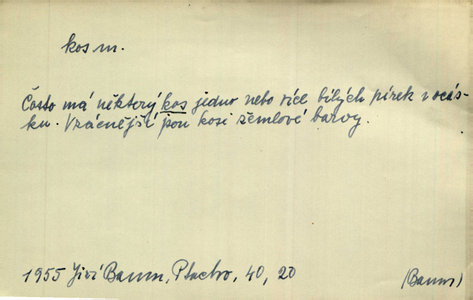 kos m.
Často má některý kos jedno nebo více bílých pírek v ocás-
ku. Vzácnější jsou kosi žemlové barvy.
1955 Jiří Baum, Ptactvo, 40, 20
(Baum)